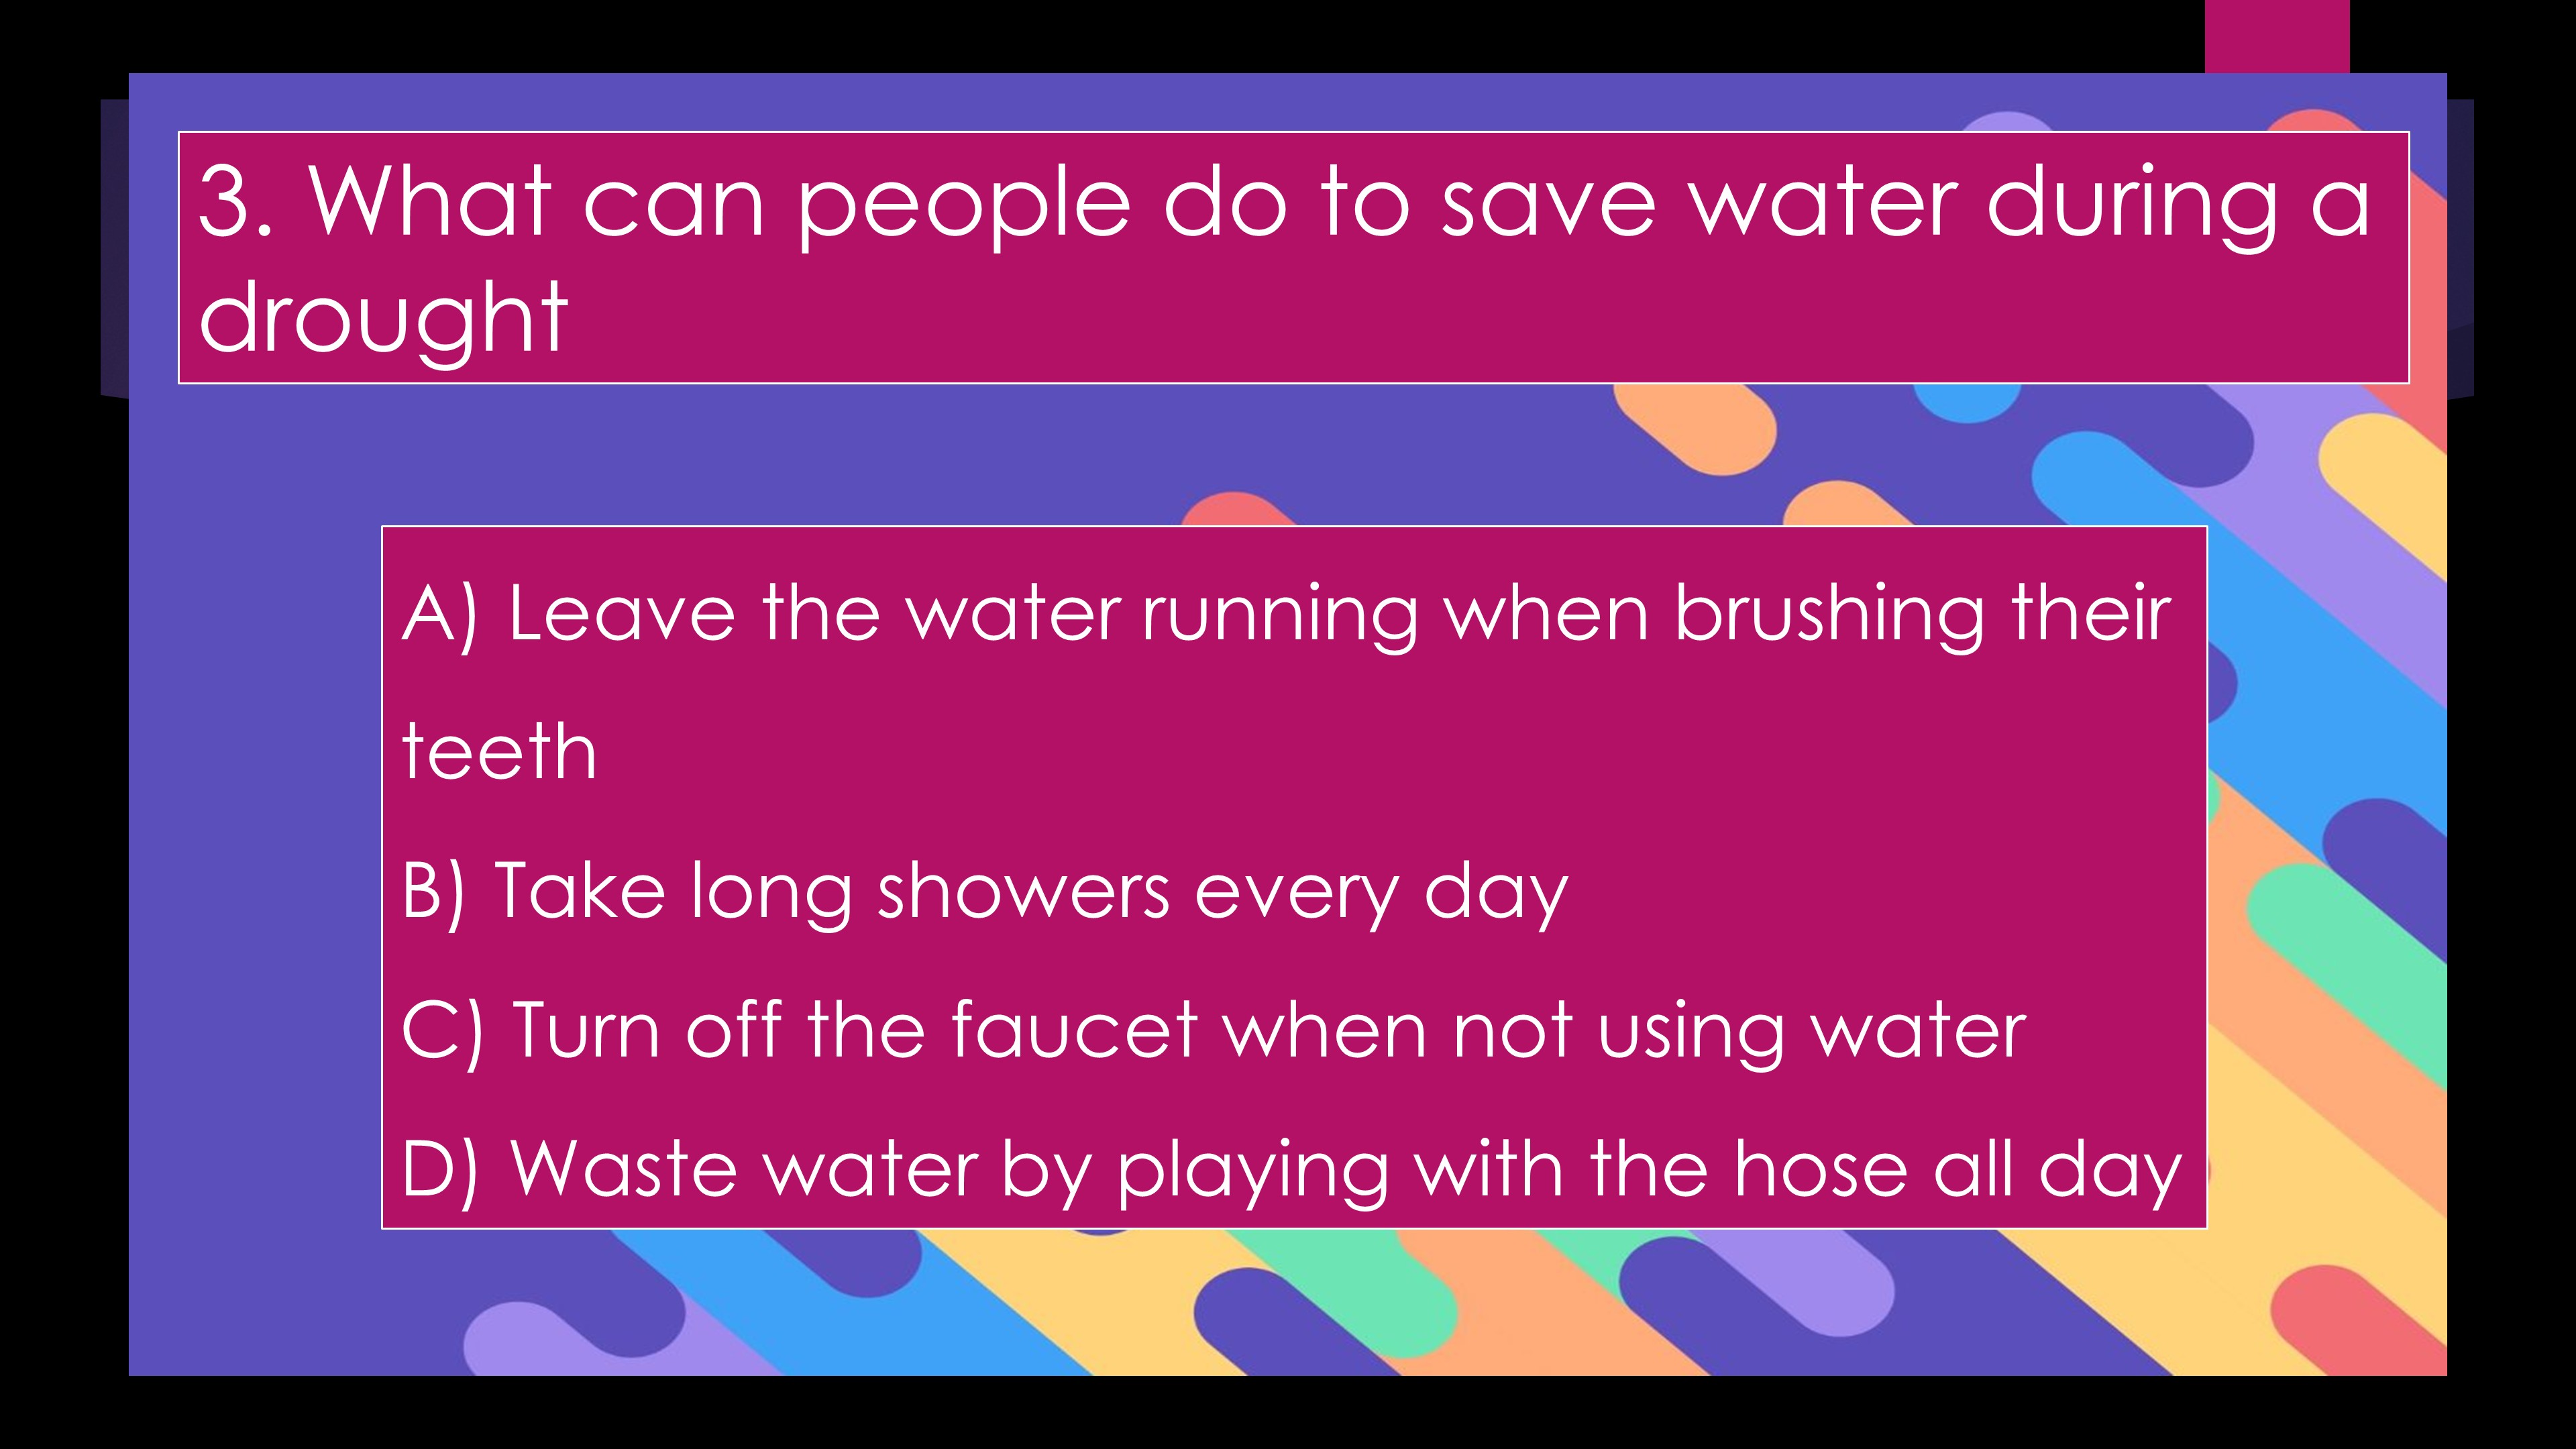 3. What can people do to save water during a
drought
A) Leave the water running when brushing their
teeth
B) Take long showers every day
C) Turn off the faucet when not using water
D) Waste water by playing with the hose all day